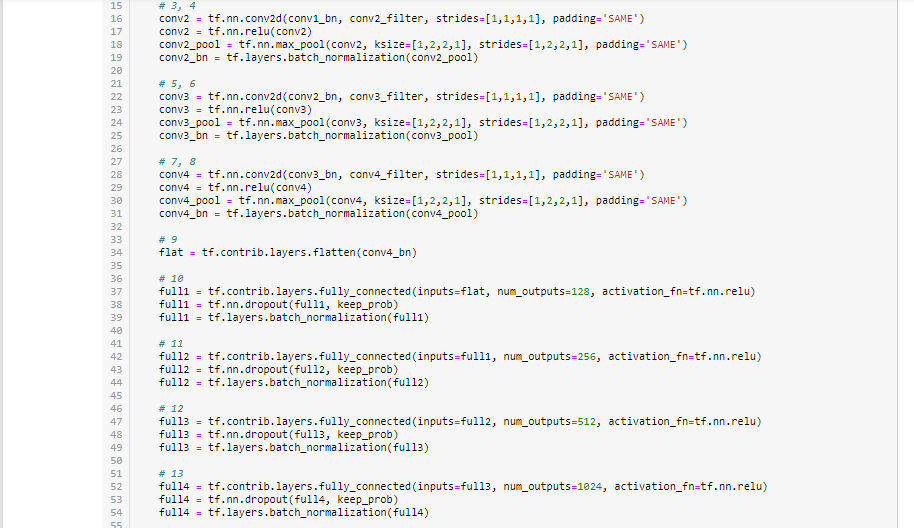 15 # 3, 4
16 conv2 = tf.nn.conv2d(conv1_bn, conv2_filter, strides=[1,1,1,1], padding='SAME')
17 conv2 = tf.nn.relu(conv2)
18 conv2_pool = tf.nn.max_pool(conv2, ksize=[1,2,2,1], strides=[1,2,2,1], padding='SAME')
19 conv2_bn = tf.layers.batch_normalization(conv2_pool)
20
21 # 5, 6
22 conv3 = tf.nn.conv2d(conv2_bn, conv3_filter, strides=[1,1,1,1], padding='SAME')
23 conv3 = tf.nn.relu(conv3)
24 conv3_pool = tf.nn.max_pool(conv3, ksize=[1,2,2,1], strides=[1,2,2,1], padding='SAME')
25 conv3_bn = tf.layers.batch_normalization(conv3_pool)
26
27 # 7, 8
28 conv4 = tf.nn.conv2d(conv3_bn, conv4_filter, strides=[1,1,1,1], padding='SAME')
29 conv4 = tf.nn.relu(conv4)
30 conv4_pool = tf.nn.max_pool(conv4, ksize=[1,2,2,1], strides=[1,2,2,1], padding='SAME')
31 conv4_bn = tf.layers.batch_normalization(conv4_pool)
32
33 # 9
34 flat = tf.contrib.layers.flatten(conv4_bn)
35
36 # 10
37 full1 = tf.contrib.layers.fully_connected(inputs=flat, num_outputs=128, activation_fn=tf.nn.relu)
38 full1 = tf.nn.dropout(full1, keep_prob)
39 full1 = tf.layers.batch_normalization(full1)
40
41 # 11
42 full2 = tf.contrib.layers.fully_connected(inputs=full1, num_outputs=256, activation_fn=tf.nn.relu)
43 full2 = tf.nn.dropout(full2, keep_prob)
44 full2 = tf.layers.batch_normalization(full2)
45
46 # 12
47 full3 = tf.contrib.layers.fully_connected(inputs=full2, num_outputs=512, activation_fn=tf.nn.relu)
48 full3 = tf.nn.dropout(full3, keep_prob)
49 full3 = tf.layers.batch_normalization(full3)
50
51 # 13
52 full4 = tf.contrib.layers.fully_connected(inputs=full3, num_outputs=1024, activation_fn=tf.nn.relu)
53 full4 = tf.nn.dropout(full4, keep_prob)
54 full4 = tf.layers.batch_normalization(full4)
55